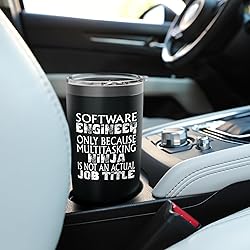 SOFTWARE
ENGINEER
ONLY BECAUSE
MULTITASKING
NINJA
IS NOT AN ACTUAL
JOB TITLE